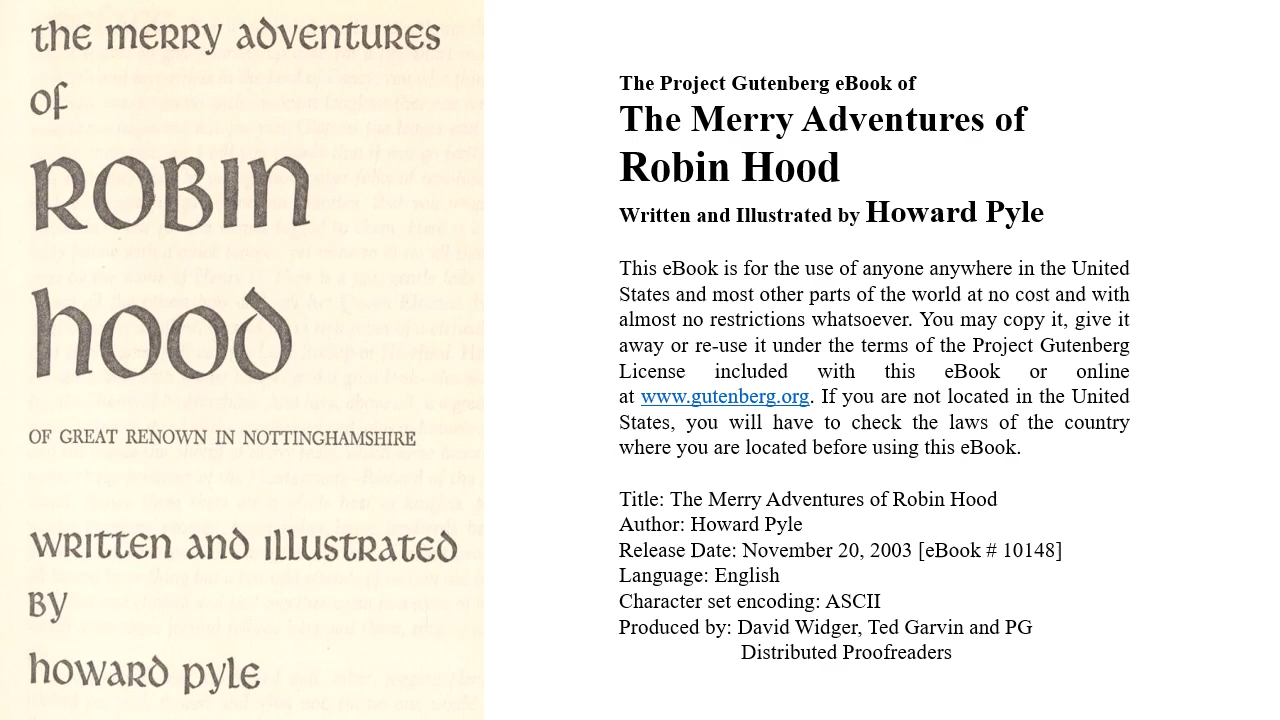 the merry adventures
of
robin
hood
OF GREAT RENOWN IN NOTTINGHAMSHIRE
written and illustrated
by
howard pyle
The Project Gutenberg eBook of
The Merry Adventures of
Robin Hood
Written and Illustrated by Howard Pyle
This eBook is for the use of anyone anywhere in the United
States and most other parts of the world at no cost and with
almost no restrictions whatsoever. You may copy it, give it
away or re-use it under the terms of the Project Gutenberg
License included with this eBook or online
at www.gutenberg.org. If you are not located in the United
States, you will have to check the laws of the country
where you are located before using this eBook.
Title: The Merry Adventures of Robin Hood
Author: Howard Pyle
Release Date: November 20, 2003 [eBook # 10148]
Language: English
Character set encoding: ASCII
Produced by: David Widger, Ted Garvin and PG
Distributed Proofreaders